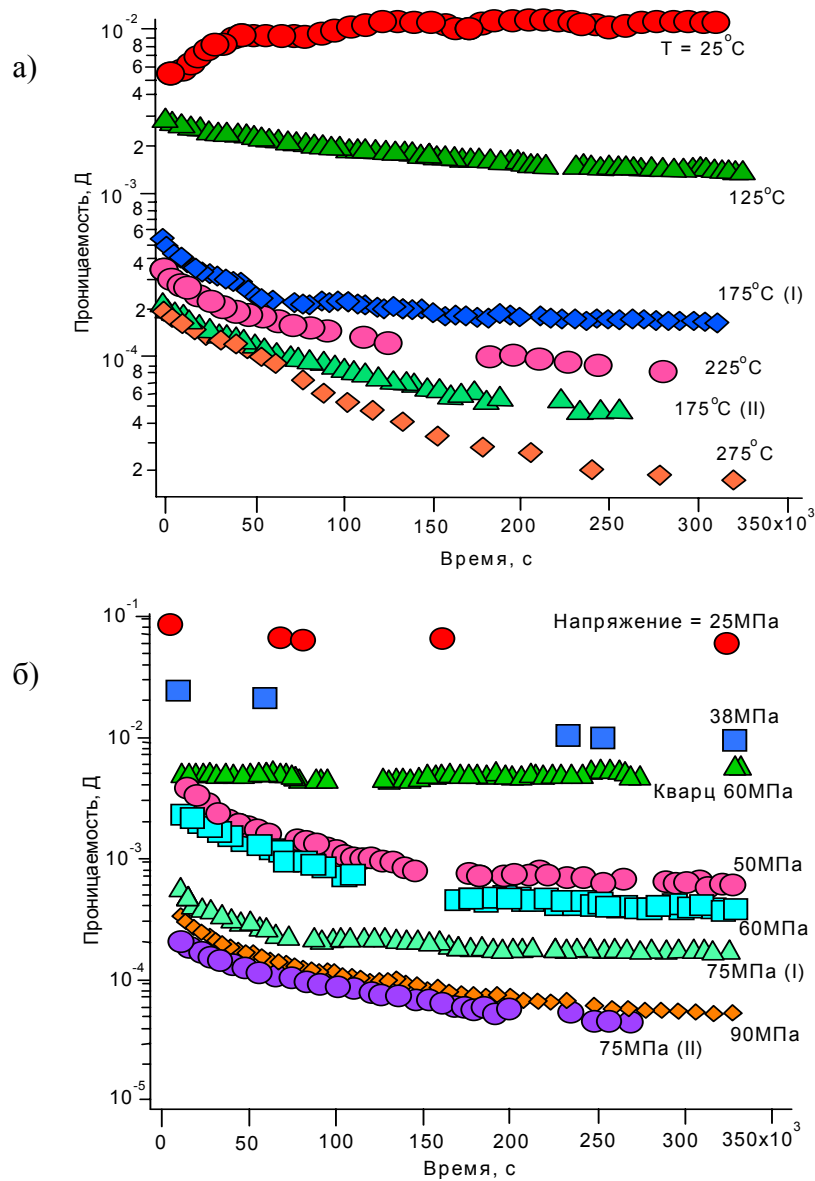 а)
Проницаемость, Д
10⁻²
8
6
4
2
10⁻³
8
6
4
2
10⁻⁴
8
6
4
2
T = 25°C
125°C
175°C (I)
225°C
175°C (II)
275°C
0 50 100 150 200 250 300 350x10³
Время, с
б)
Проницаемость, Д
10⁻¹
10⁻²
10⁻³
10⁻⁴
10⁻⁵
Напряжение = 25МПа
38МПа
Кварц 60МПа
50МПа
60МПа
75МПа (I)
90МПа
75МПа (II)
0 50 100 150 200 250 300 350x10³
Время, с